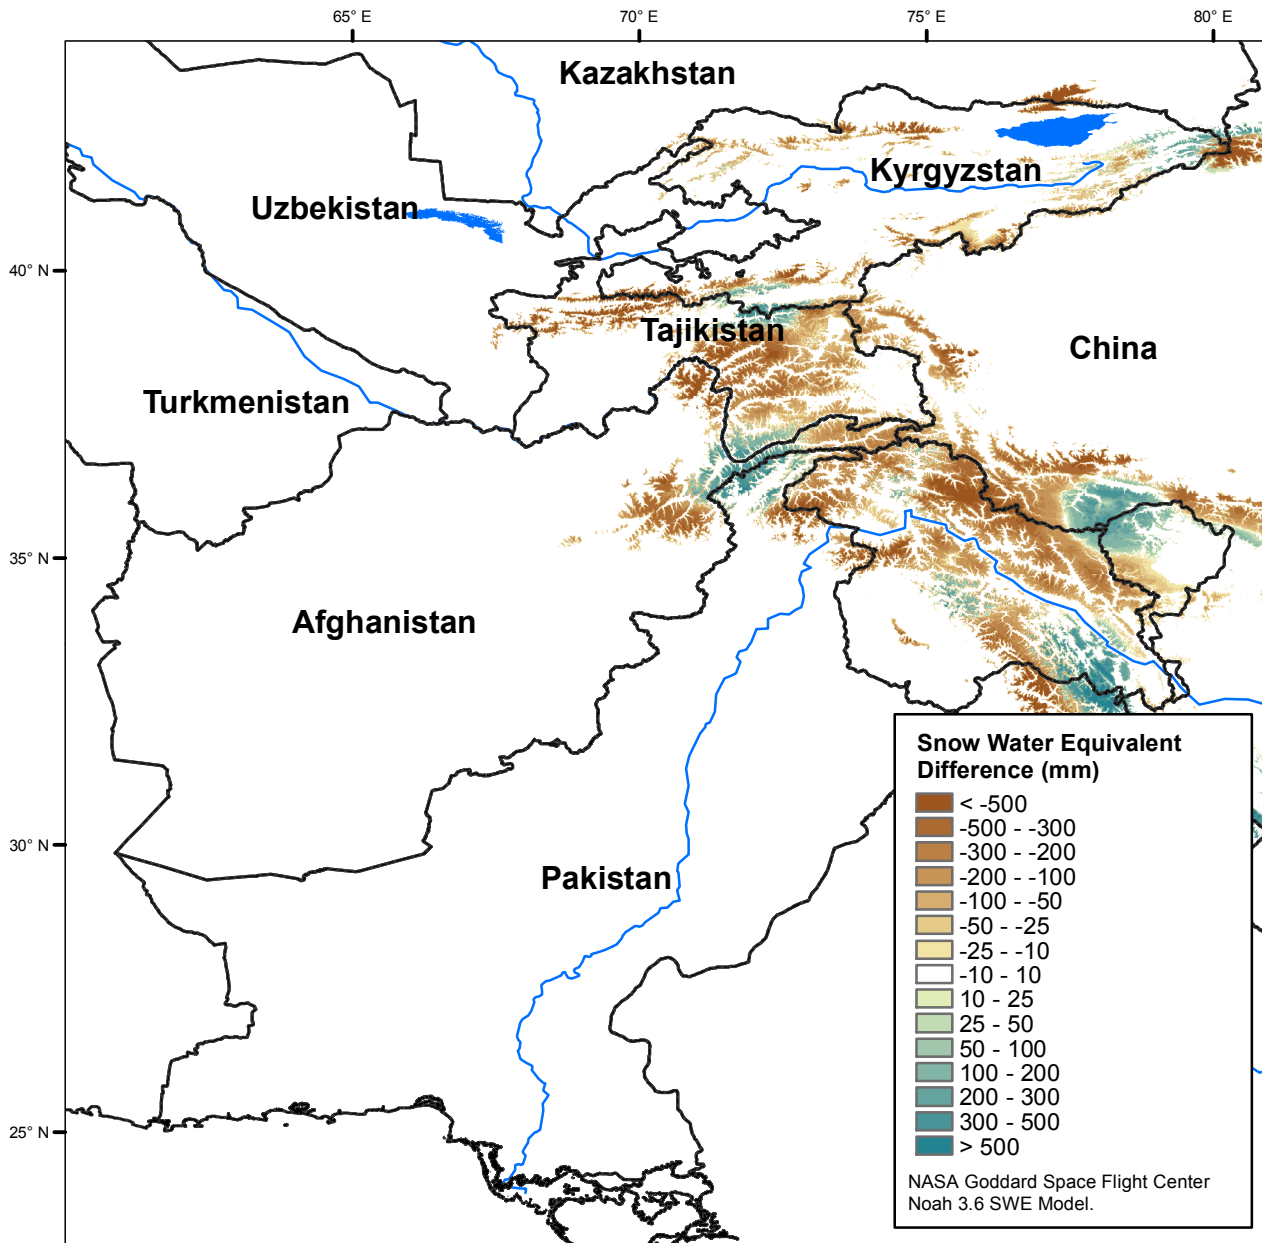 65° E
70° E
75° E
80° E
Kazakhstan
Kyrgyzstan
Uzbekistan
40° N
Tajikistan
China
Turkmenistan
35° N
Afghanistan
30° N
Pakistan
25° N
Snow Water Equivalent
Difference (mm)
< -500
-500 - -300
-300 - -200
-200 - -100
-100 - -50
-50 - -25
-25 - -10
-10 - 10
10 - 25
25 - 50
50 - 100
100 - 200
200 - 300
300 - 500
> 500
NASA Goddard Space Flight Center
Noah 3.6 SWE Model.